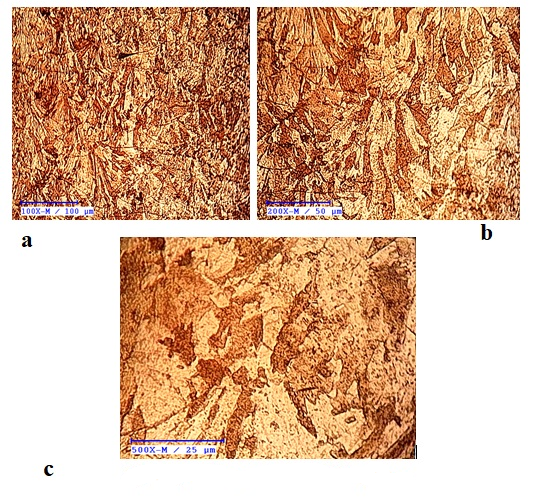 100X-M / 100 µm
200X-M / 50 µm
a
b
500X-M / 25 µm
c